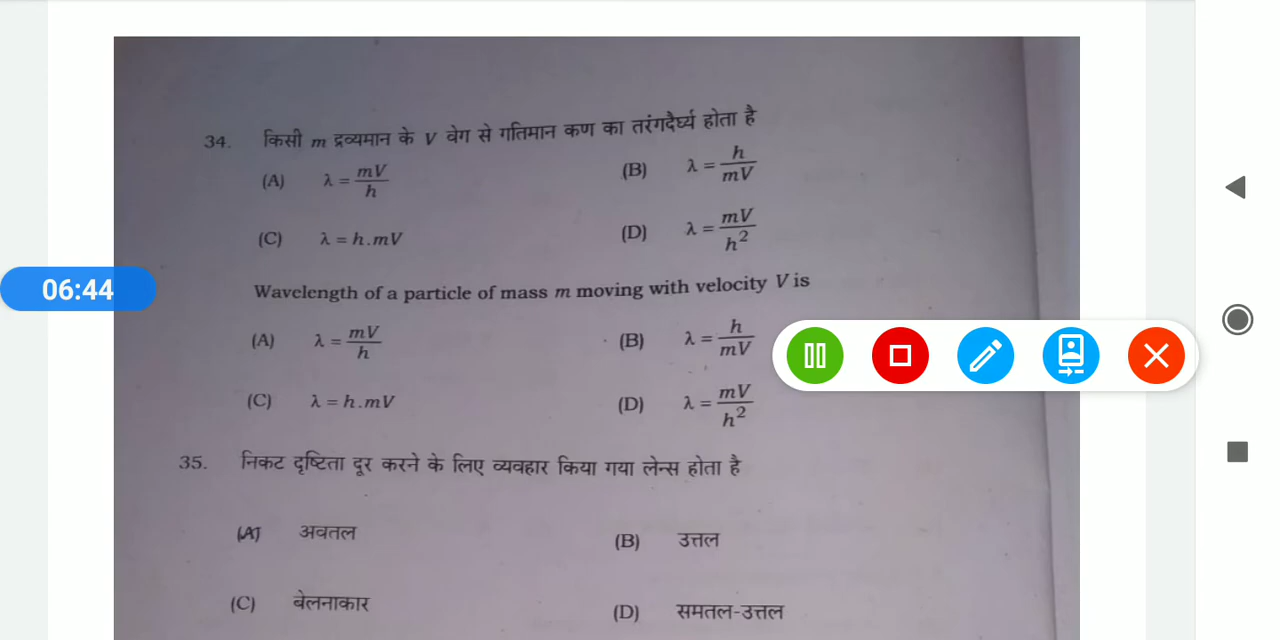 34. किसी m द्रव्यमान के V वेग से गतिमान कण का तरंगदैर्घ्य होता है
(A) λ = mV/h (B) λ = h/mV
(C) λ = h.mV (D) λ = mV/h²
Wavelength of a particle of mass m moving with velocity V is
(A) λ = mV/h (B) λ = h/mV
(C) λ = h.mV (D) λ = mV/h²
35. निकट दृष्टिता दूर करने के लिए व्यवहार किया गया लेन्स होता है
(A) अवतल (B) उत्तल
(C) बेलनाकार (D) समतल-उत्तल
06:44